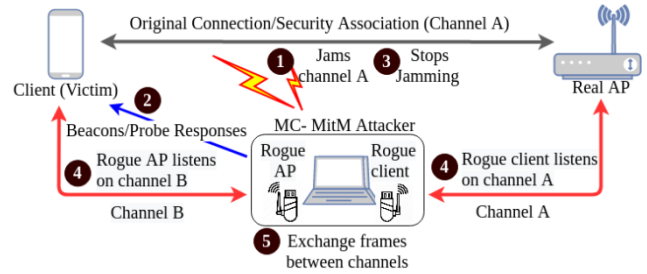 Original Connection/Security Association (Channel A)
1 Jams
channel A
3 Stops
Jamming
Client (Victim)
Real AP
2
Beacons/Probe Responses
MC- MitM Attacker
Rogue
AP
Rogue
client
4 Rogue AP listens
on channel B
4 Rogue client listens
on channel A
Channel B
Channel A
5 Exchange frames
between channels